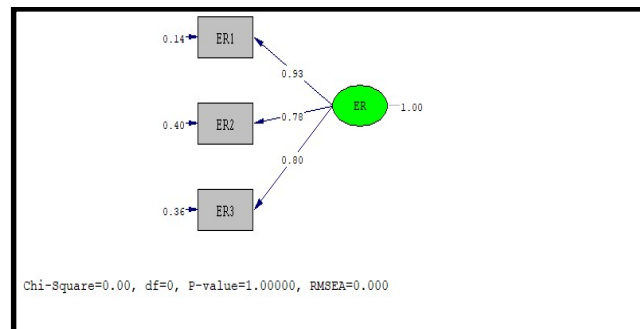 0.14 ER1
0.93
0.40 ER2 0.78 ER 1.00
0.80
0.36 ER3
Chi-Square=0.00, df=0, P-value=1.00000, RMSEA=0.000